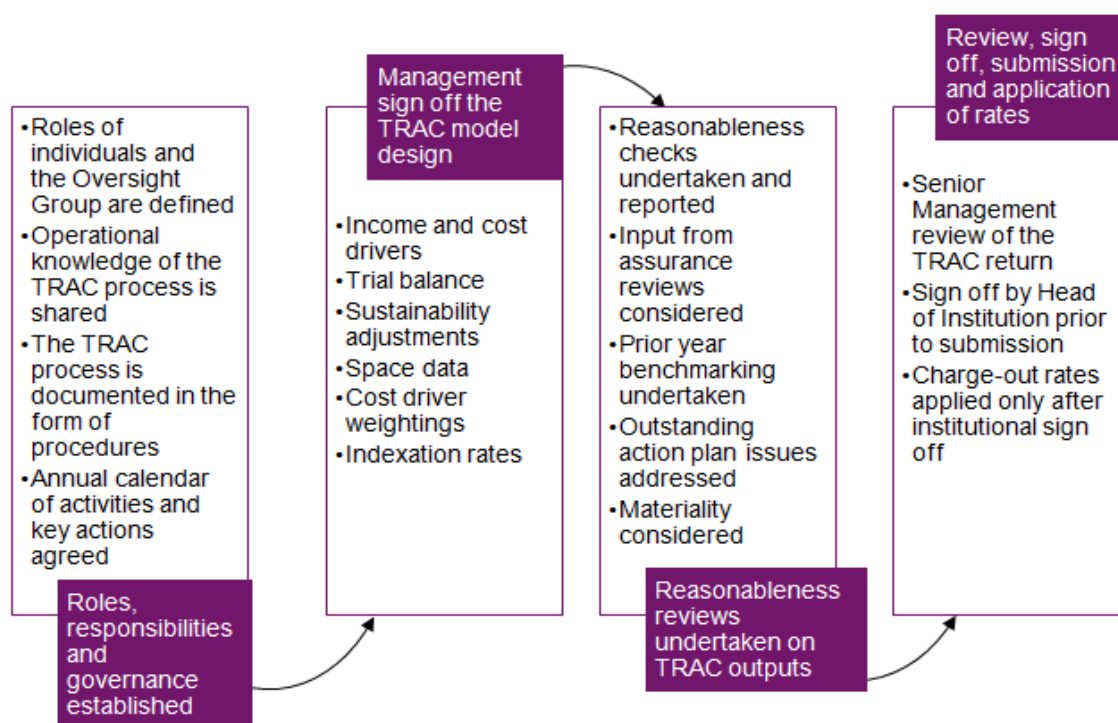 •Roles of
individuals and
the Oversight
Group are defined
•Operational
knowledge of the
TRAC process is
shared
•The TRAC
process is
documented in the
form of
procedures
•Annual calendar
of activities and
key actions
agreed
Roles,
responsibilities
and
governance
established
Management
sign off the
TRAC model
design
•Income and cost
drivers
•Trial balance
•Sustainability
adjustments
•Space data
•Cost driver
weightings
•Indexation rates
•Reasonableness
checks
undertaken and
reported
•Input from
assurance
reviews
considered
•Prior year
benchmarking
undertaken
•Outstanding
action plan issues
addressed
•Materiality
considered
Reasonableness
reviews
undertaken on
TRAC outputs
Review, sign
off, submission
and application
of rates
•Senior
Management
review of the
TRAC return
•Sign off by Head
of Institution prior
to submission
•Charge-out rates
applied only after
institutional sign
off